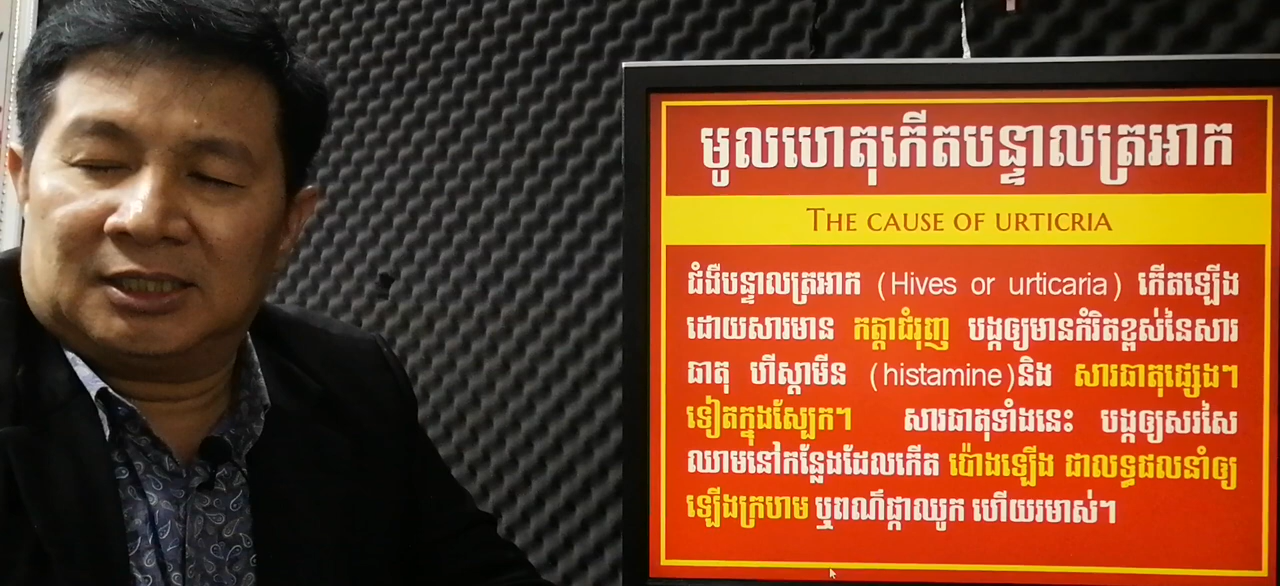 មូលហេតុកើតបន្ទាលត្រអាក
THE CAUSE OF URTICRIA
ជំងឺបន្ទាលត្រអាក (Hives or urticaria) កើតឡើង
ដោយសារមាន កត្តាជំរុញ បង្កឲ្យមានកំរិតខ្ពស់នៃសារ
ធាតុ ហីស្តាមីន (histamine)និង សារធាតុផ្សេងៗ
ទៀតក្នុងស្បែក។ សារធាតុទាំងនេះ បង្កឲ្យសរសៃ
ឈាមនៅកន្លែងដែលកើត ប៉ោងឡើង ជាលទ្ធផលនាំឲ្យ
ឡើងក្រហាម ឬពណ៏ផ្កាឈូក ហើយរមាស់។